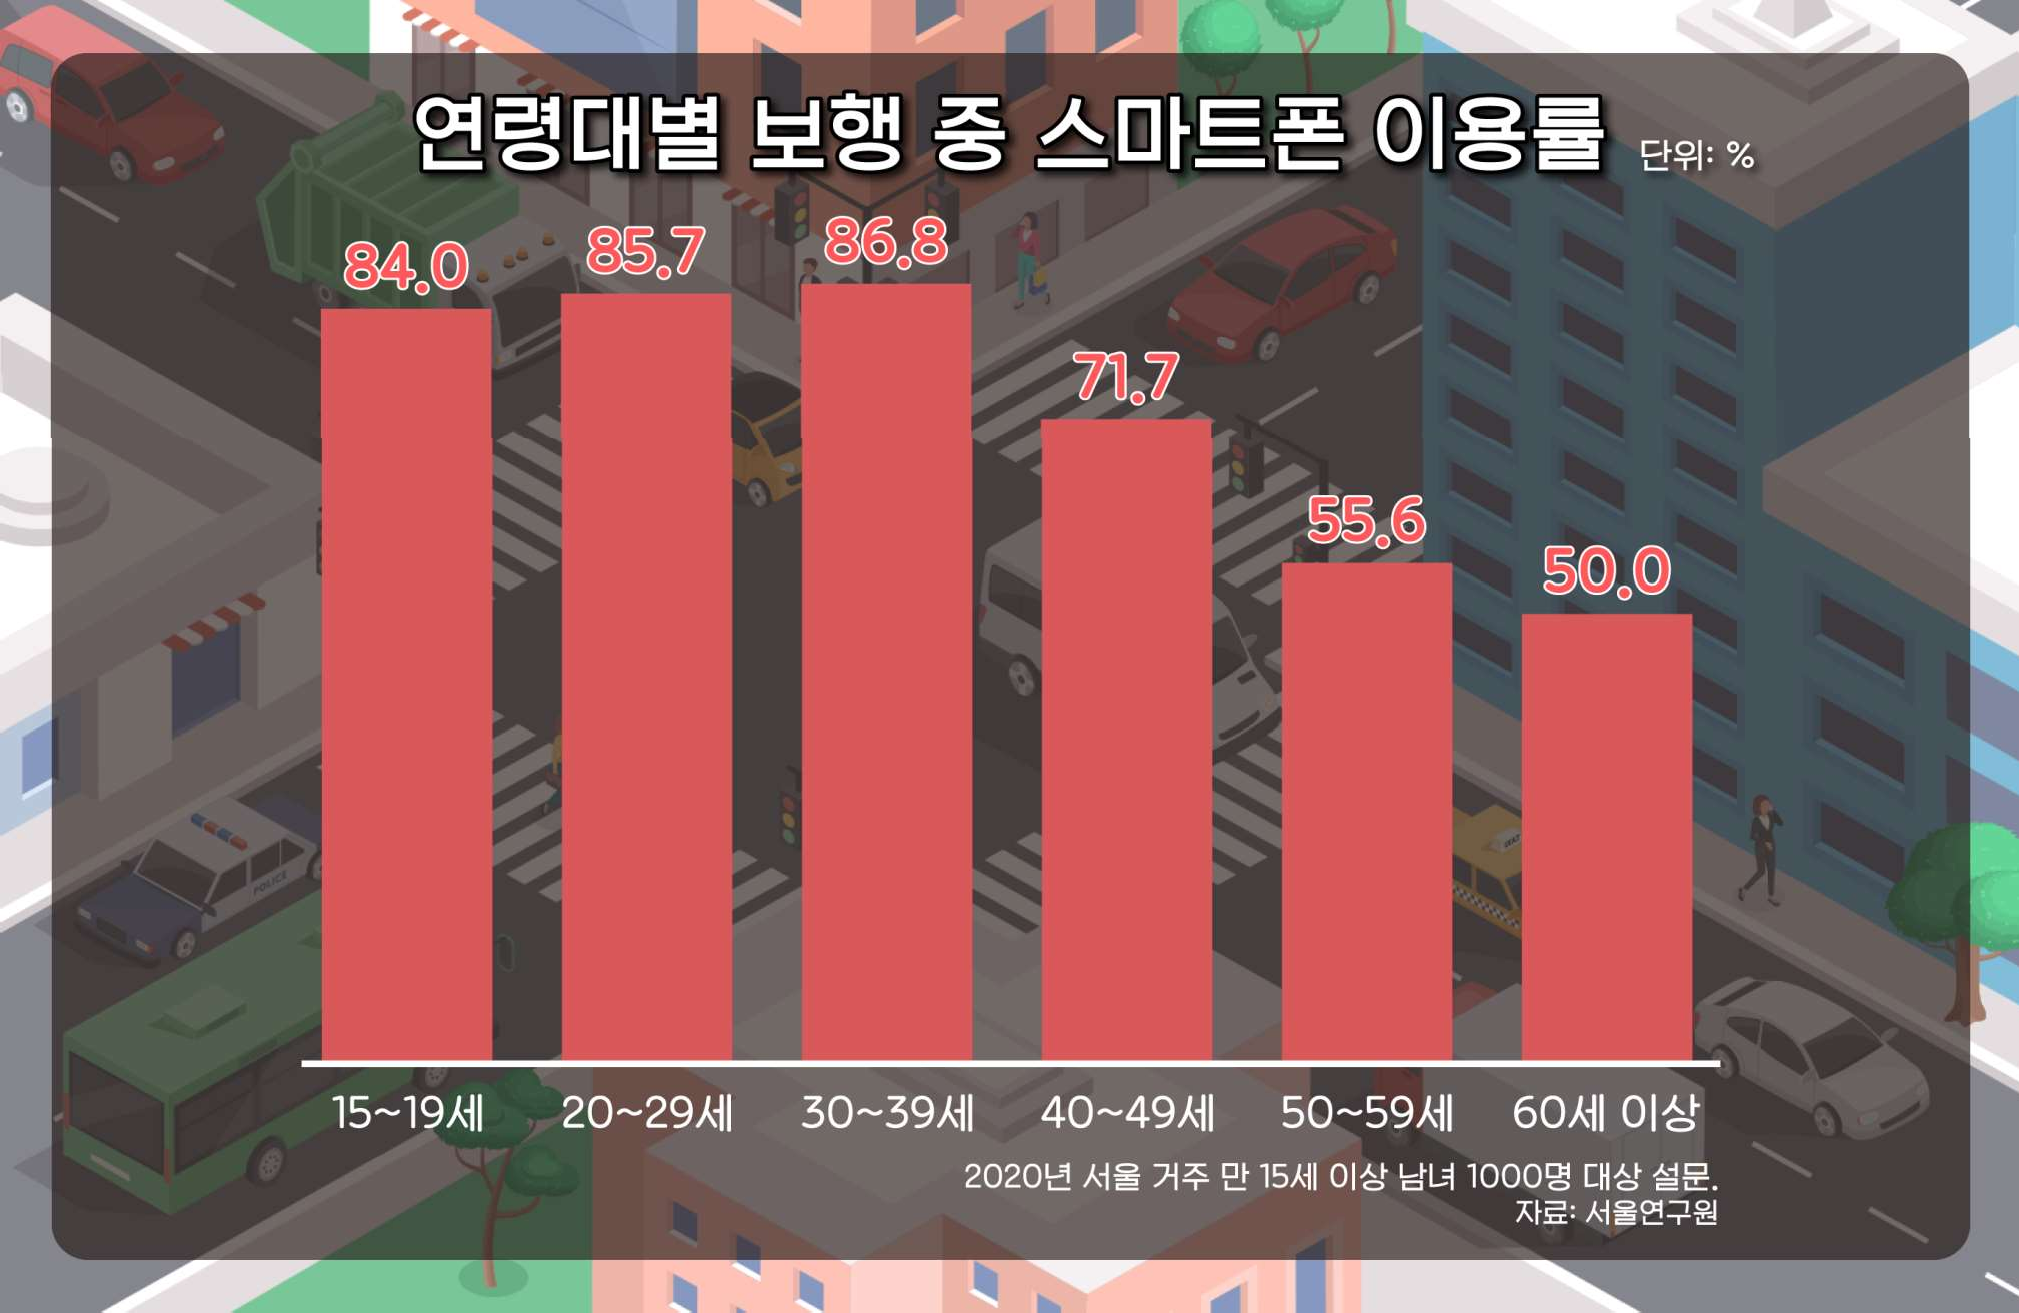 연령대별 보행 중 스마트폰 이용률 단위: %
84.0 85.7 86.8 71.7 55.6 50.0
15~19세 20~29세 30~39세 40~49세 50~59세 60세 이상
2020년 서울 거주 만 15세 이상 남녀 1000명 대상 설문.
자료: 서울연구원
POLICE
TAXI